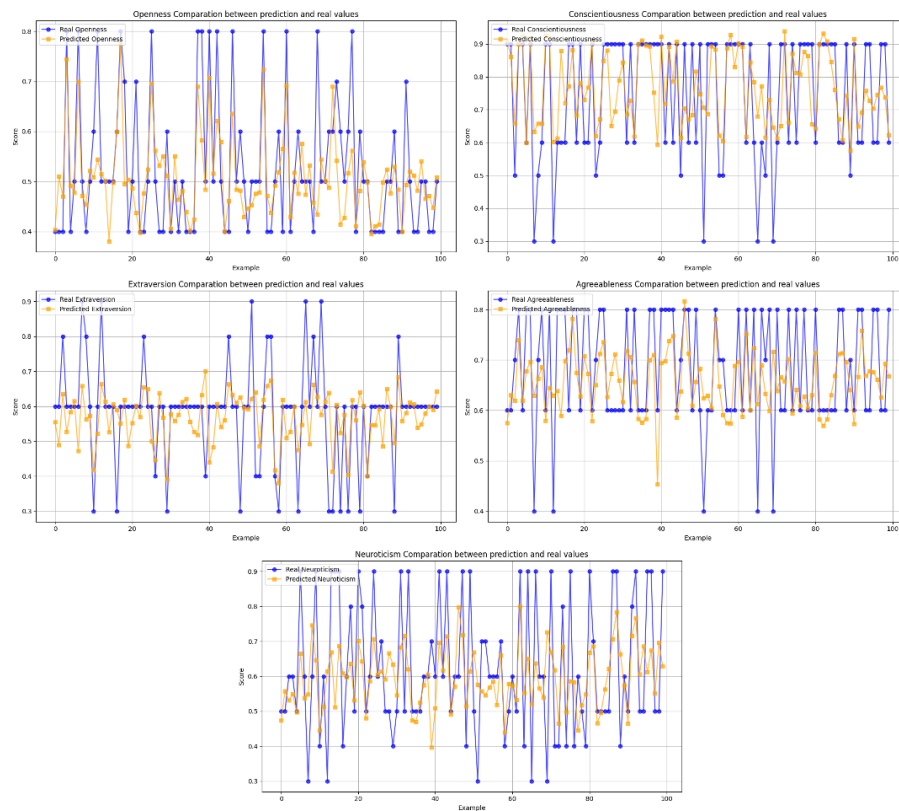 Openness Comparation between prediction and real values
Real Openness
Predicted Openness
Score
0.8
0.7
0.6
0.5
0.4
0
20
40
60
80
100
Example
Conscientiousness Comparation between prediction and real values
Real Conscientiousness
Predicted Conscientiousness
Score
0.9
0.8
0.7
0.6
0.5
0.4
0.3
0
20
40
60
80
100
Example
Extraversion Comparation between prediction and real values
Real Extraversion
Predicted Extraversion
Score
0.9
0.8
0.7
0.6
0.5
0.4
0.3
0
20
40
60
80
100
Example
Agreeableness Comparation between prediction and real values
Real Agreeableness
Predicted Agreeableness
Score
0.8
0.7
0.6
0.5
0.4
0
20
40
60
80
100
Example
Neuroticism Comparation between prediction and real values
Real Neuroticism
Predicted Neuroticism
Score
0.9
0.8
0.7
0.6
0.5
0.4
0.3
0
20
40
60
80
100
Example